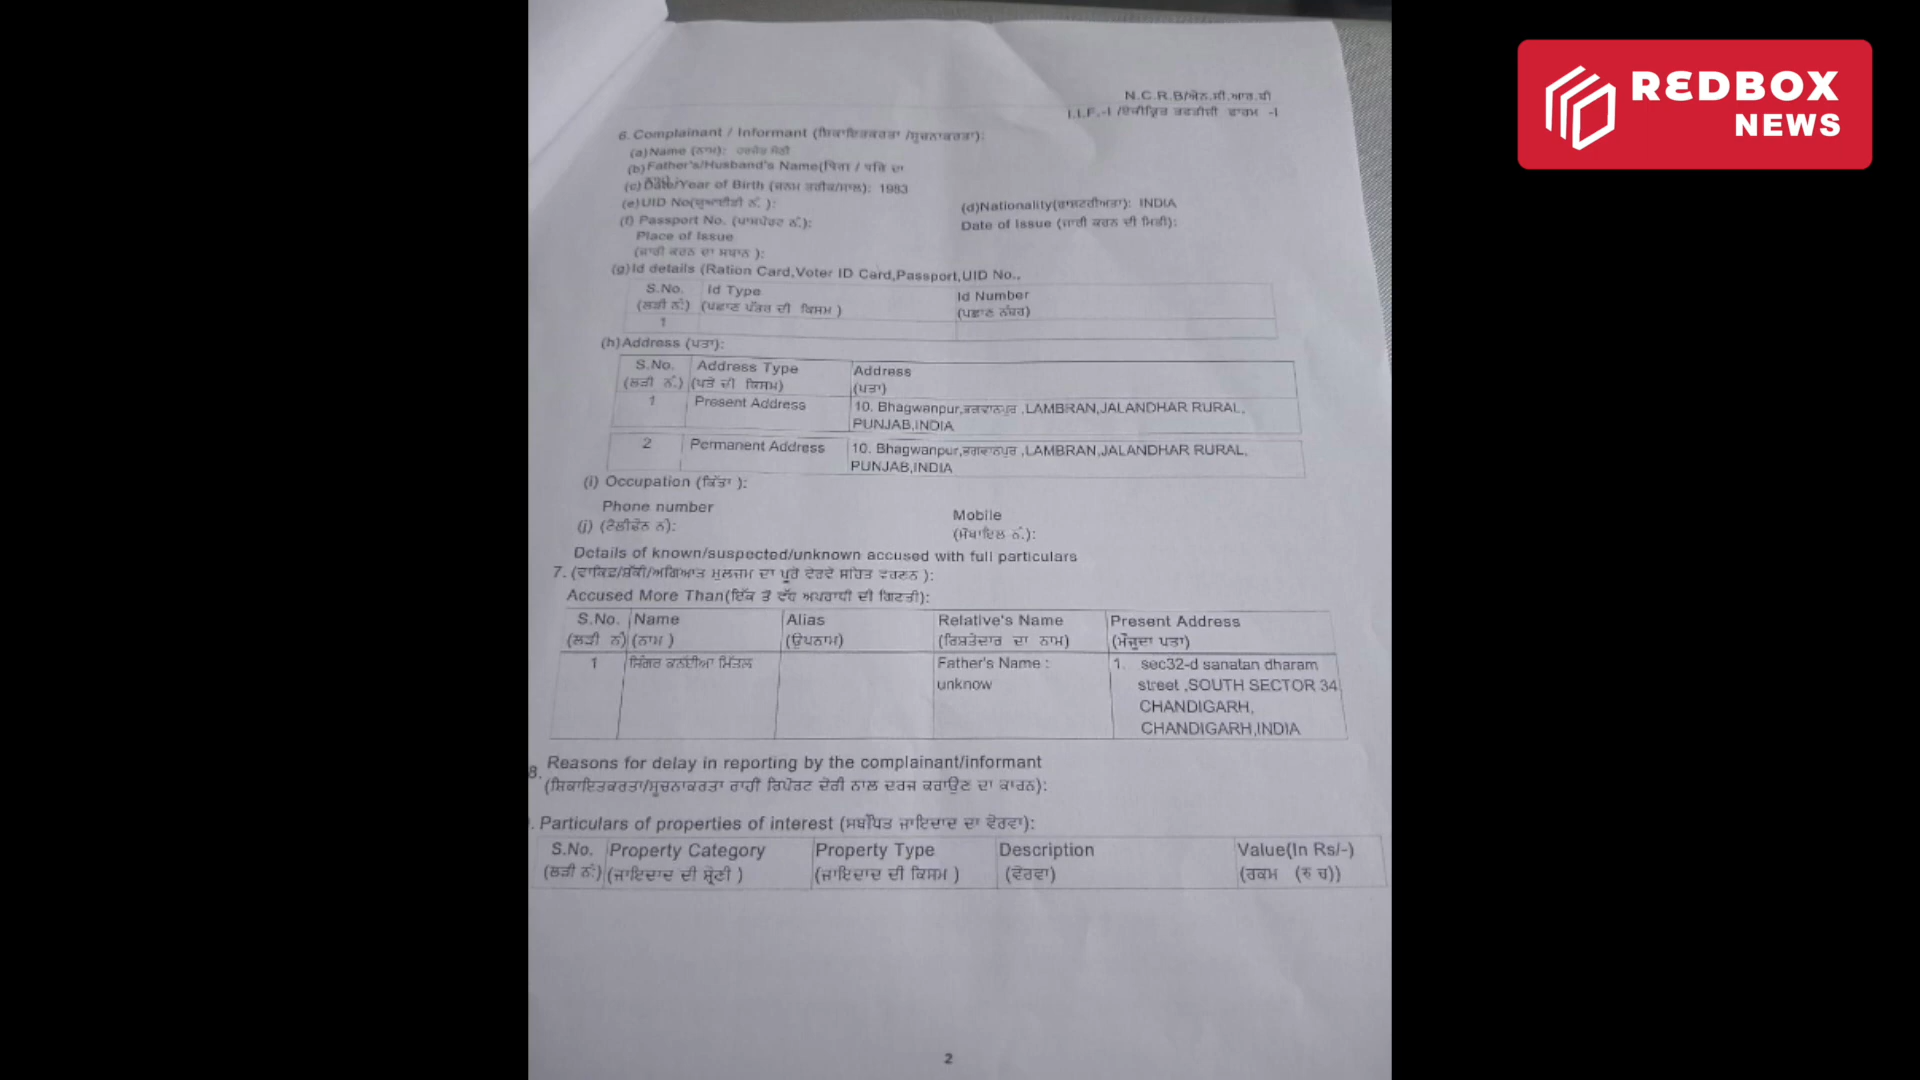 REDBOX
NEWS
N.C.R.B/ਐਨ.ਸੀ.ਆਰ.ਬੀ
I.I.F.-I /ਏਕੀਕ੍ਰਿਤ ਤਫਤੀਸੀ ਫਾਰਮ -I
6. Complainant / Informant (ਸ਼ਿਕਾਇਤਕਰਤਾ /ਸੂਚਨਾਕਰਤਾ):
(a)Name (ਨਾਮ):
(b)Father's/Husband's Name(ਪਿਤਾ / ਪਤਿ ਦਾ
(c)Date/Year of Birth (ਜਨਮ ਤਰੀਕ/ਸਾਲ): 1983
(d)Nationality(ਰਾਸ਼ਟਰੀਅਤਾ): INDIA
(e)UID No(ਯੂਆਈਡੀ ਨੰ. ):
(f) Passport No. (ਪਾਸਪੋਰਟ ਨੰ.):
Date of Issue (ਜਾਰੀ ਕਰਨ ਦੀ ਮਿਤੀ):
Place of Issue
(ਜਾਰੀ ਕਰਨ ਦਾ ਸਥਾਨ ):
(g)Id details (Ration Card,Voter ID Card,Passport,UID No.,
S.No. Id Type Id Number
(ਲੜੀ ਨੰ:) (ਪਛਾਣ ਪੱਤਰ ਦੀ ਕਿਸਮ ) (ਪਛਾਣ ਨੰਬਰ)
1
(h)Address (ਪਤਾ):
S.No. Address Type Address
(ਲੜੀ ਨੰ.) (ਪਤੇ ਦੀ ਕਿਸਮ) (ਪਤਾ)
1 Present Address 10. Bhagwanpur,ਭਗਵਾਨਪੁਰ ,LAMBRAN,JALANDHAR RURAL,
PUNJAB,INDIA
2 Permanent Address 10. Bhagwanpur,ਭਗਵਾਨਪੁਰ ,LAMBRAN,JALANDHAR RURAL,
PUNJAB,INDIA
(i) Occupation (ਕਿੱਤਾ ):
Phone number Mobile
(j) (ਟੈਲੀਫੋਨ ਨ): (ਮੋਬਾਇਲ ਨੰ.):
Details of known/suspected/unknown accused with full particulars
7. (ਵਾਕਿਫ/ਸ਼ੱਕੀ/ਅਗਿਆਤ ਮੁਲਜਮ ਦਾ ਪੂਰੇ ਵੇਰਵੇ ਸਹਿਤ ਵਰਣਨ ):
Accused More Than(ਇੱਕ ਤੋਂ ਵੱਧ ਅਪਰਾਧੀ ਦੀ ਗਿਣਤੀ):
S.No. Name Alias Relative's Name Present Address
(ਲੜੀ ਨੰ) (ਨਾਮ ) (ਉਪਨਾਮ) (ਰਿਸ਼ਤੇਦਾਰ ਦਾ ਨਾਮ) (ਮੌਜੂਦਾ ਪਤਾ)
1 ਸਿੰਗਰ ਕਨਈਆ ਮਿੱਤਲ Father's Name : 1. sec32-d sanatan dharam
unknow street ,SOUTH SECTOR 34
CHANDIGARH,
CHANDIGARH,INDIA
8. Reasons for delay in reporting by the complainant/informant
(ਸ਼ਿਕਾਇਤਕਰਤਾ/ਸੂਚਨਾਕਰਤਾ ਰਾਹੀਂ ਰਿਪੋਰਟ ਦੇਰੀ ਨਾਲ ਦਰਜ ਕਰਾਉਣ ਦਾ ਕਾਰਨ):
. Particulars of properties of interest (ਸਬੰਧਿਤ ਜਾਇਦਾਦ ਦਾ ਵੇਰਵਾ):
S.No. Property Category Property Type Description Value(In Rs/-)
(ਲੜੀ ਨੰ:) (ਜਾਇਦਾਦ ਦੀ ਸ਼੍ਰੇਣੀ ) (ਜਾਇਦਾਦ ਦੀ ਕਿਸਮ ) (ਵੇਰਵਾ) (ਰਕਮ (ਰੁ ਚ))
2